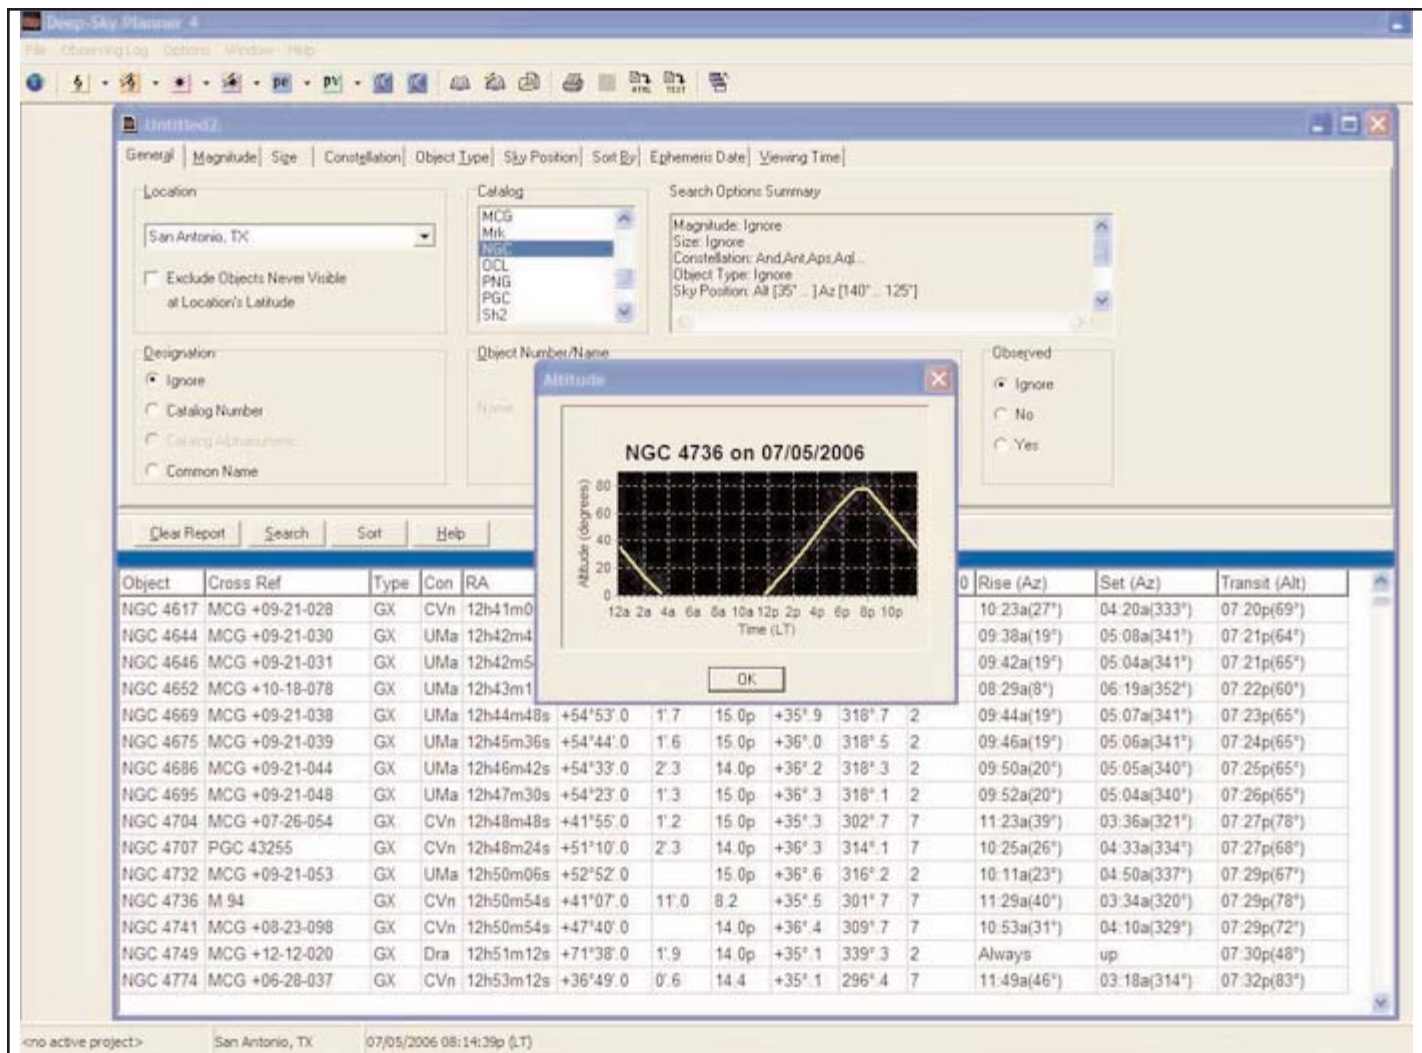 Deep-Sky Planner 4
File Observing Log Options Window Help
pc pv HTML TEXT
Untitled2:
General Magnitude Size Constellation Object Type Sky Position Sort By Ephemeris Date Viewing Time
Location
San Antonio, TX
Exclude Objects Never Visible
at Location's Latitude
Catalog
MCG
Mrk
NGC
OCL
PNG
PGC
Sh2
Search Options Summary
Magnitude: Ignore
Size: Ignore
Constellation: And,Ant,Aps,Aql...
Object Type: Ignore
Sky Position: Alt [35° .. ] Az [140° .. 125°]
Designation
Ignore
Catalog Number
Catalog Alphanumeric
Common Name
Object Number/Name
Name
Observed
Ignore
No
Yes
Altitude
NGC 4736 on 07/05/2006
Altitude (degrees)
80
60
40
20
0
12a 2a 4a 6a 8a 10a 12p 2p 4p 6p 8p 10p
Time (LT)
OK
Clear Report Search Sort Help
Object Cross Ref Type Con RA 0 Rise (Az) Set (Az) Transit (Alt)
NGC 4617 MCG +09-21-028 GX CVn 12h41m0 10:23a(27°) 04:20a(333°) 07:20p(69°)
NGC 4644 MCG +09-21-030 GX UMa 12h42m4 09:38a(19°) 05:08a(341°) 07:21p(64°)
NGC 4646 MCG +09-21-031 GX UMa 12h42m5 09:42a(19°) 05:04a(341°) 07:21p(65°)
NGC 4652 MCG +10-18-078 GX UMa 12h43m1 08:29a(8°) 06:19a(352°) 07:22p(60°)
NGC 4669 MCG +09-21-038 GX UMa 12h44m48s +54°53'.0 1'.7 15.0p +35°.9 318°.7 2 09:44a(19°) 05:07a(341°) 07:23p(65°)
NGC 4675 MCG +09-21-039 GX UMa 12h45m36s +54°44'.0 1'.6 15.0p +36°.0 318°.5 2 09:46a(19°) 05:06a(341°) 07:24p(65°)
NGC 4686 MCG +09-21-044 GX UMa 12h46m42s +54°33'.0 2'.3 14.0p +36°.2 318°.3 2 09:50a(20°) 05:05a(340°) 07:25p(65°)
NGC 4695 MCG +09-21-048 GX UMa 12h47m30s +54°23'.0 1'.3 15.0p +36°.3 318°.1 2 09:52a(20°) 05:04a(340°) 07:26p(65°)
NGC 4704 MCG +07-26-054 GX CVn 12h48m48s +41°55'.0 1'.2 15.0p +35°.3 302°.7 7 11:23a(39°) 03:36a(321°) 07:27p(78°)
NGC 4707 PGC 43255 GX CVn 12h48m24s +51°10'.0 2'.3 14.0p +36°.3 314°.1 7 10:25a(26°) 04:33a(334°) 07:27p(68°)
NGC 4732 MCG +09-21-053 GX UMa 12h50m06s +52°52'.0 15.0p +36°.6 316°.2 2 10:11a(23°) 04:50a(337°) 07:29p(67°)
NGC 4736 M 94 GX CVn 12h50m54s +41°07'.0 11'.0 8.2 +35°.5 301°.7 7 11:29a(40°) 03:34a(320°) 07:29p(78°)
NGC 4741 MCG +08-23-098 GX CVn 12h50m54s +47°40'.0 14.0p +36°.4 309°.7 7 10:53a(31°) 04:10a(329°) 07:29p(72°)
NGC 4749 MCG +12-12-020 GX Dra 12h51m12s +71°38'.0 1'.9 14.0p +35°.1 339°.3 2 Always up 07:30p(48°)
NGC 4774 MCG +06-28-037 GX CVn 12h53m12s +36°49'.0 0'.6 14.4 +35°.1 296°.4 7 11:49a(46°) 03:18a(314°) 07:32p(83°)
<no active project> San Antonio, TX 07/05/2006 08:14:39p (LT)